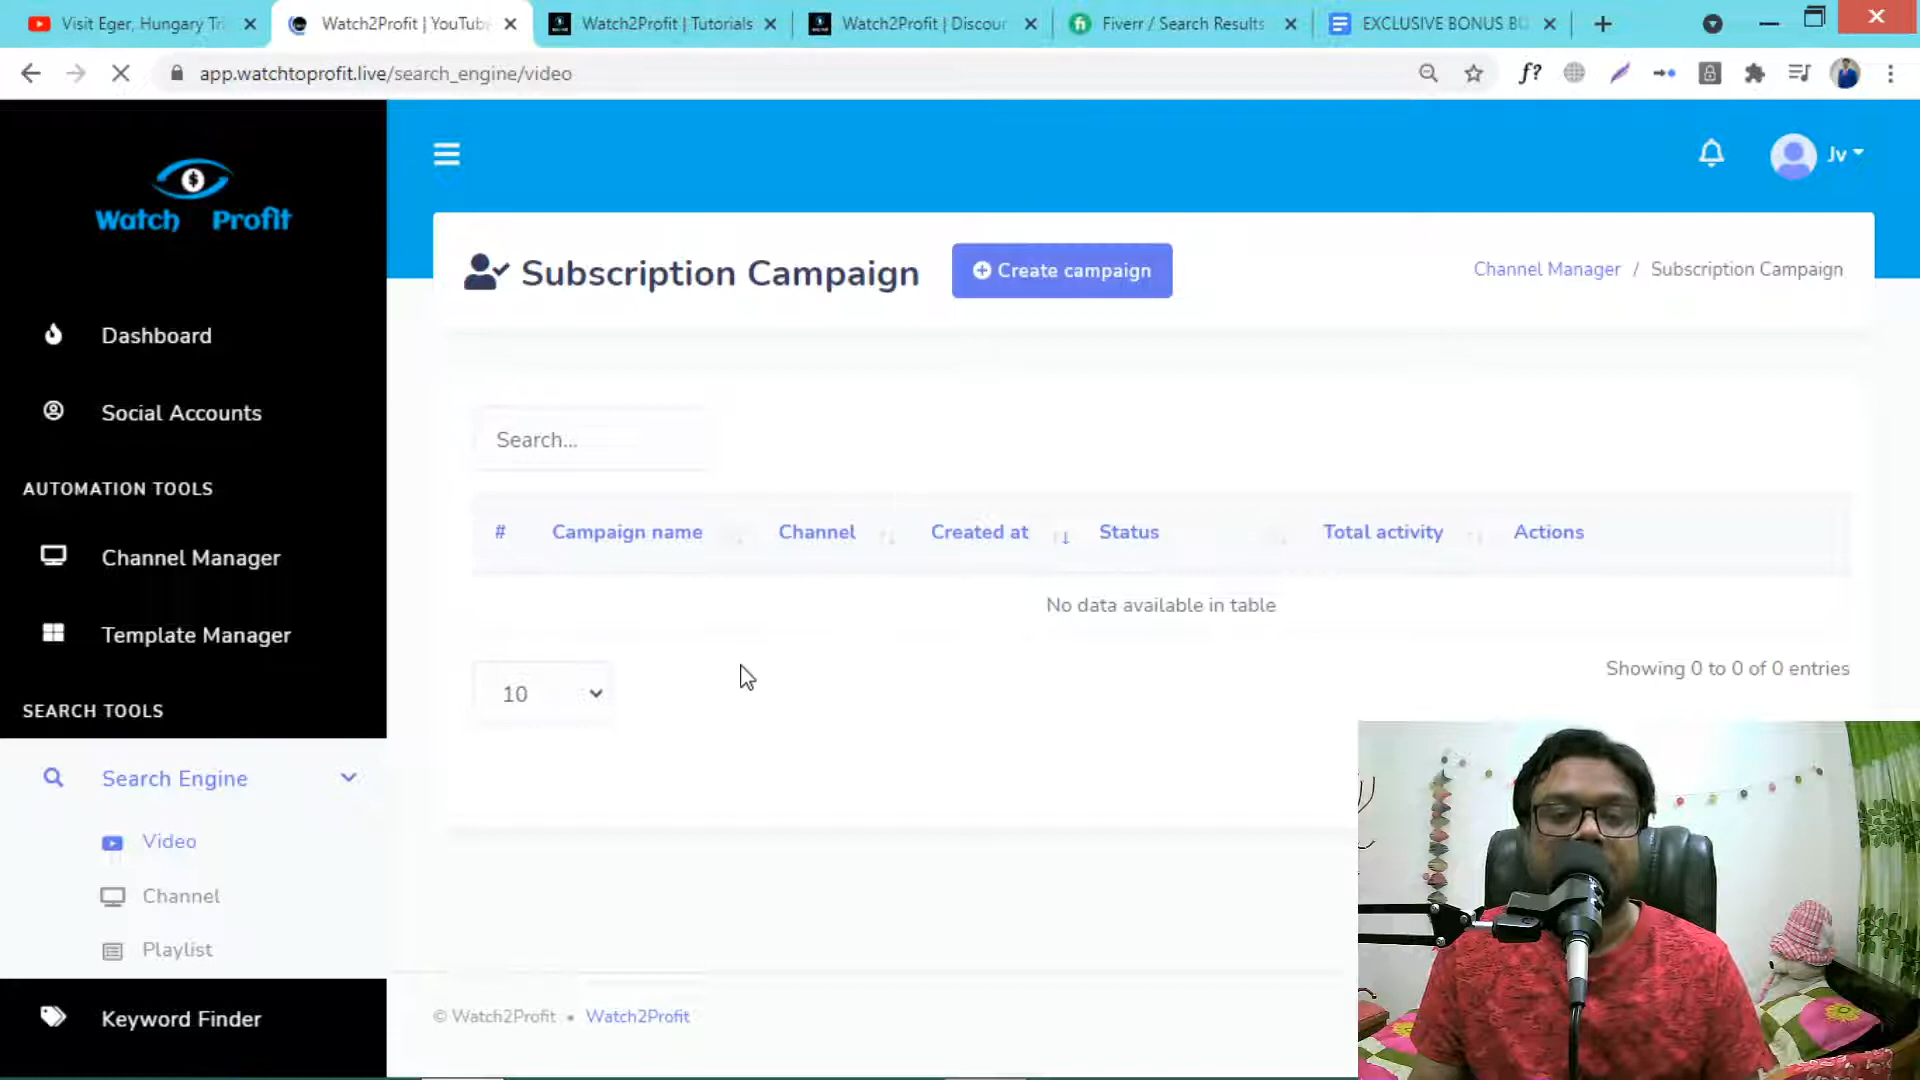 Visit Eger, Hungary Tri
Watch2Profit | YouTub
Watch2Profit | Tutorials
Watch2Profit | Discour
Fiverr / Search Results
EXCLUSIVE BONUS BU
app.watchtoprofit.live/search_engine/video
f?
Watch Profit
Jv
Subscription Campaign
Create campaign
Channel Manager / Subscription Campaign
Dashboard
Social Accounts
AUTOMATION TOOLS
Channel Manager
Template Manager
SEARCH TOOLS
Search Engine
Video
Channel
Playlist
Keyword Finder
Search...
# Campaign name Channel Created at Status Total activity Actions
No data available in table
10
Showing 0 to 0 of 0 entries
© Watch2Profit • Watch2Profit